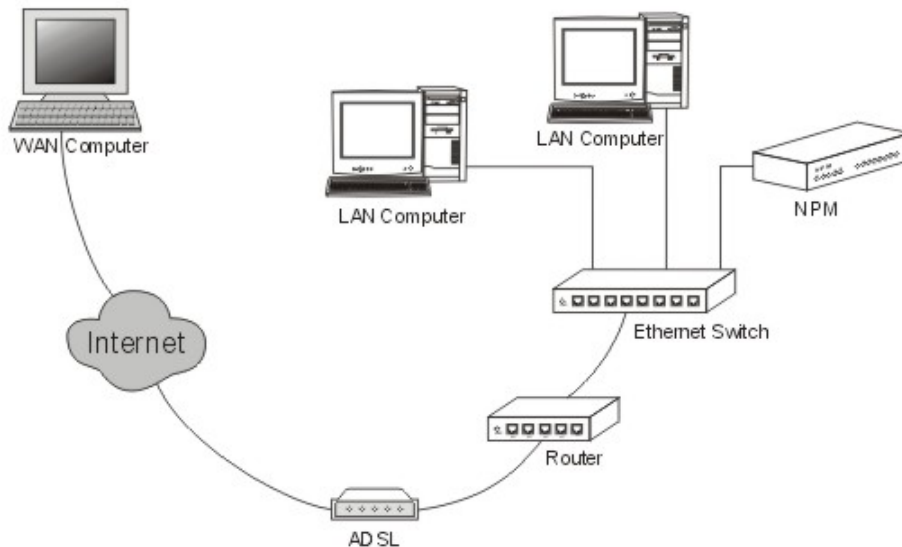 WAN Computer
LAN Computer
LAN Computer
NPM
Ethernet Switch
Internet
Router
ADSL